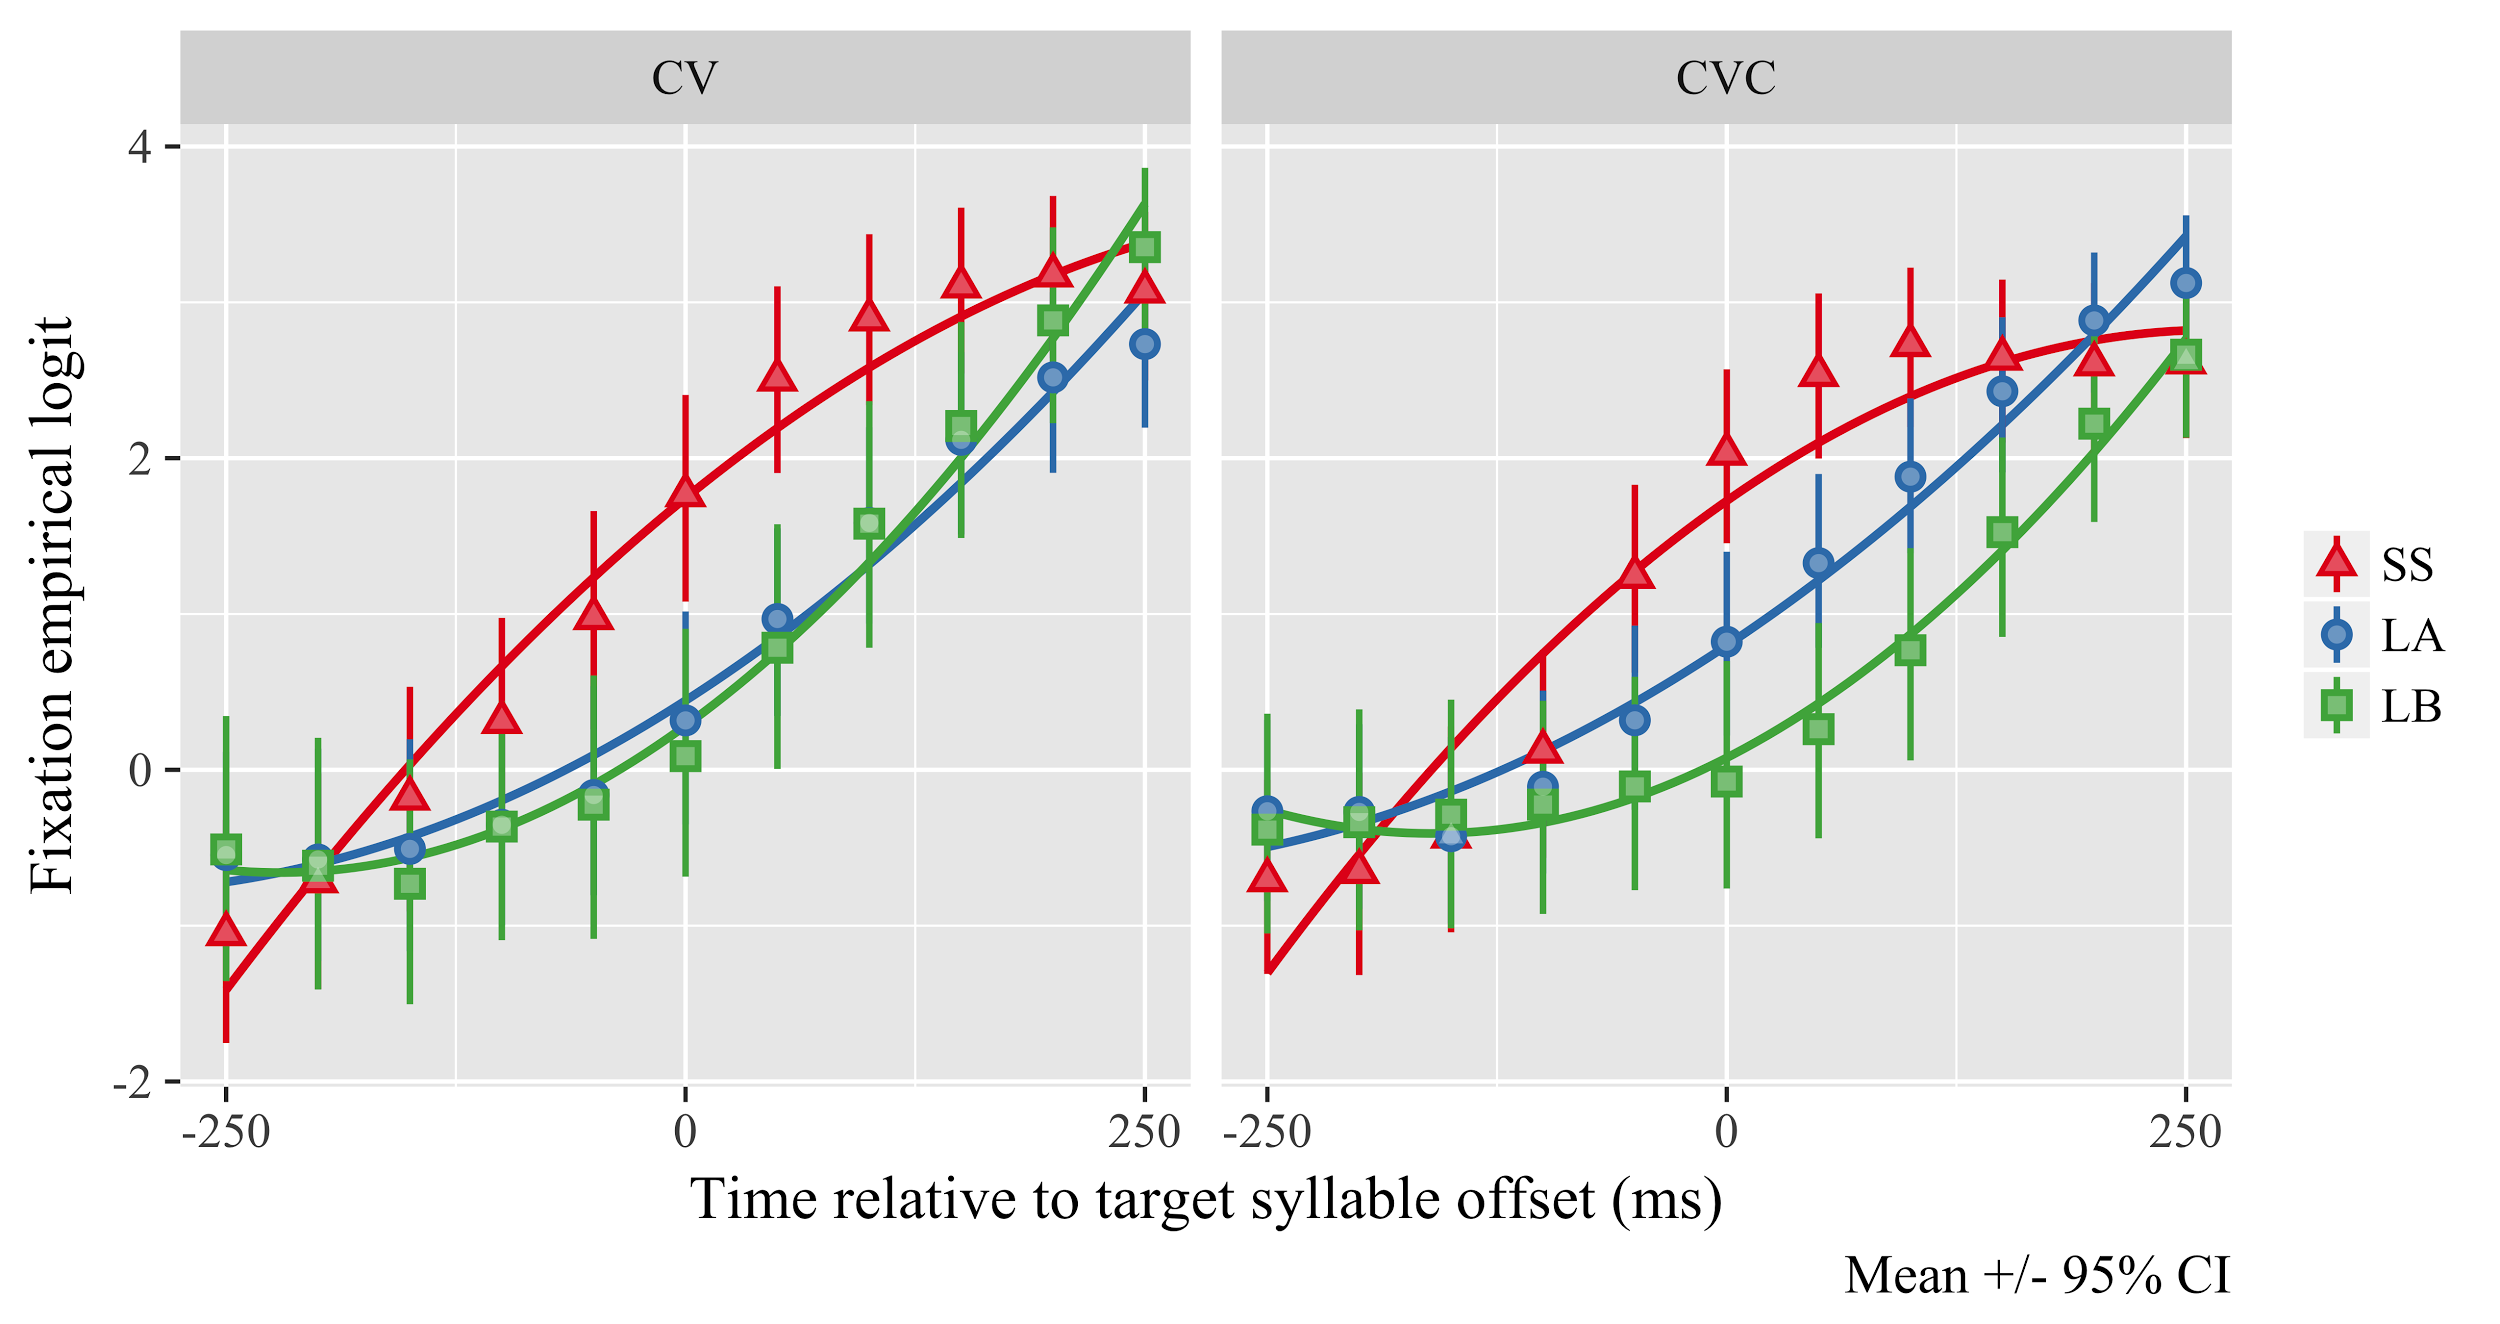 CV
CVC
4
2
0
-2
Fixation empirical logit
-250 0 250
-250 0 250
Time relative to target syllable offset (ms)
Mean +/- 95% CI
SS
LA
LB